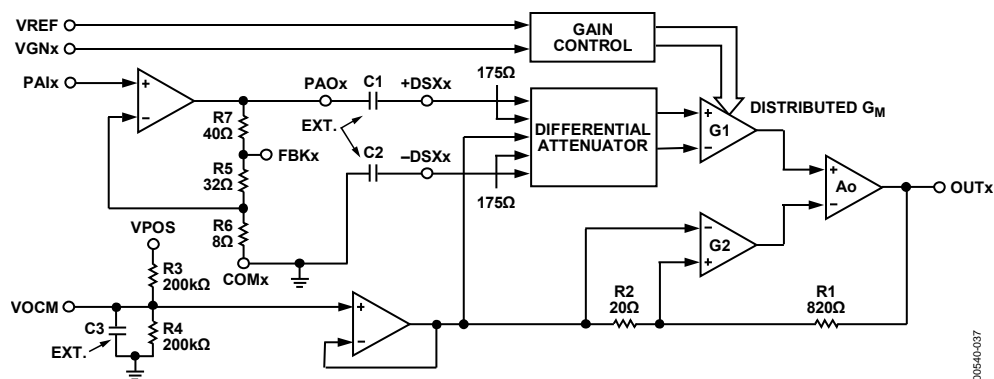 VREF
VGNx
PAIx
GAIN
CONTROL
+
−
PAOx
C1
+DSXx
175Ω
R7
40Ω
EXT.
FBKx
C2
−DSXx
R5
32Ω
175Ω
DIFFERENTIAL
ATTENUATOR
+
G1
−
DISTRIBUTED GM
+
Ao
−
OUTx
VPOS
R6
8Ω
COMx
R3
200kΩ
−
G2
+
VOCM
C3
EXT.
R4
200kΩ
+
−
R2
20Ω
R1
820Ω
00540-037